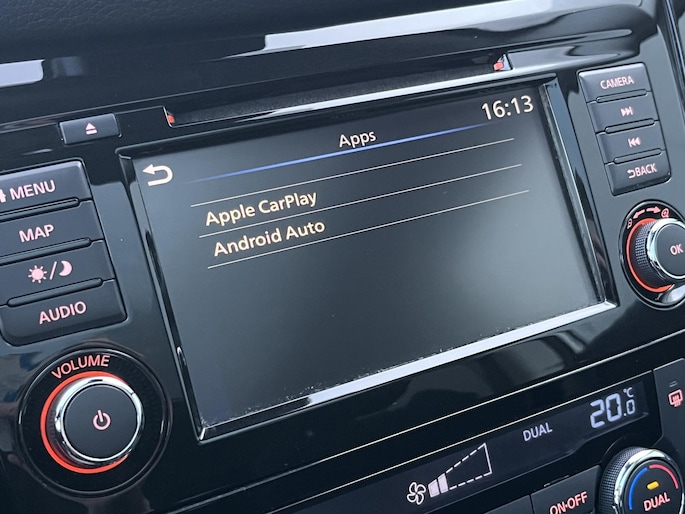 CAMERA
16:13
Apps
MENU
BACK
Apple CarPlay
MAP
Android Auto
OK
AUDIO
VOLUME
DUAL
20.0
°C
ON·OFF
DUAL